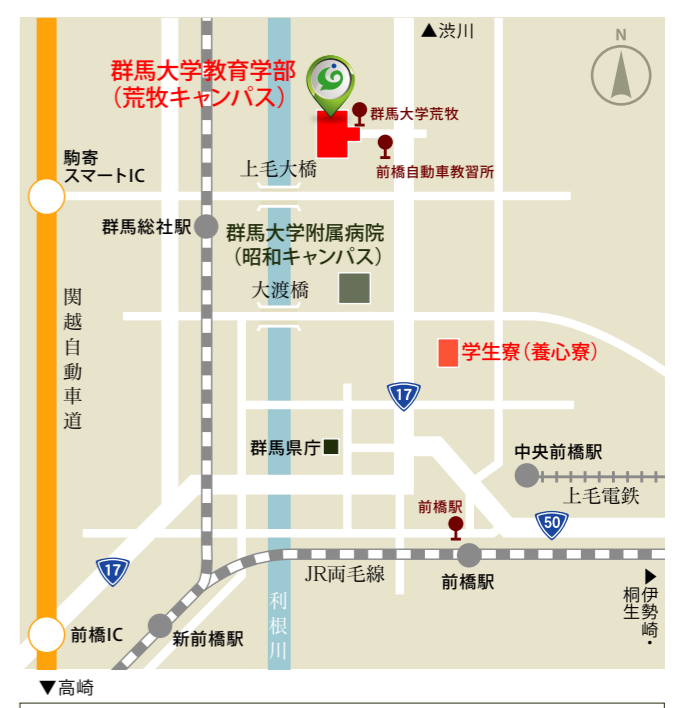 ▲渋川
N
群馬大学教育学部
（荒牧キャンパス）
群馬大学荒牧
前橋自動車教習所
駒寄
スマートIC
上毛大橋
群馬総社駅
群馬大学附属病院
（昭和キャンパス）
大渡橋
関越自動車道
学生寮（養心寮）
17
群馬県庁
中央前橋駅
上毛電鉄
前橋駅
50
17
JR両毛線
前橋駅
▶伊勢崎・
桐生
利根川
前橋IC
新前橋駅
▼高崎